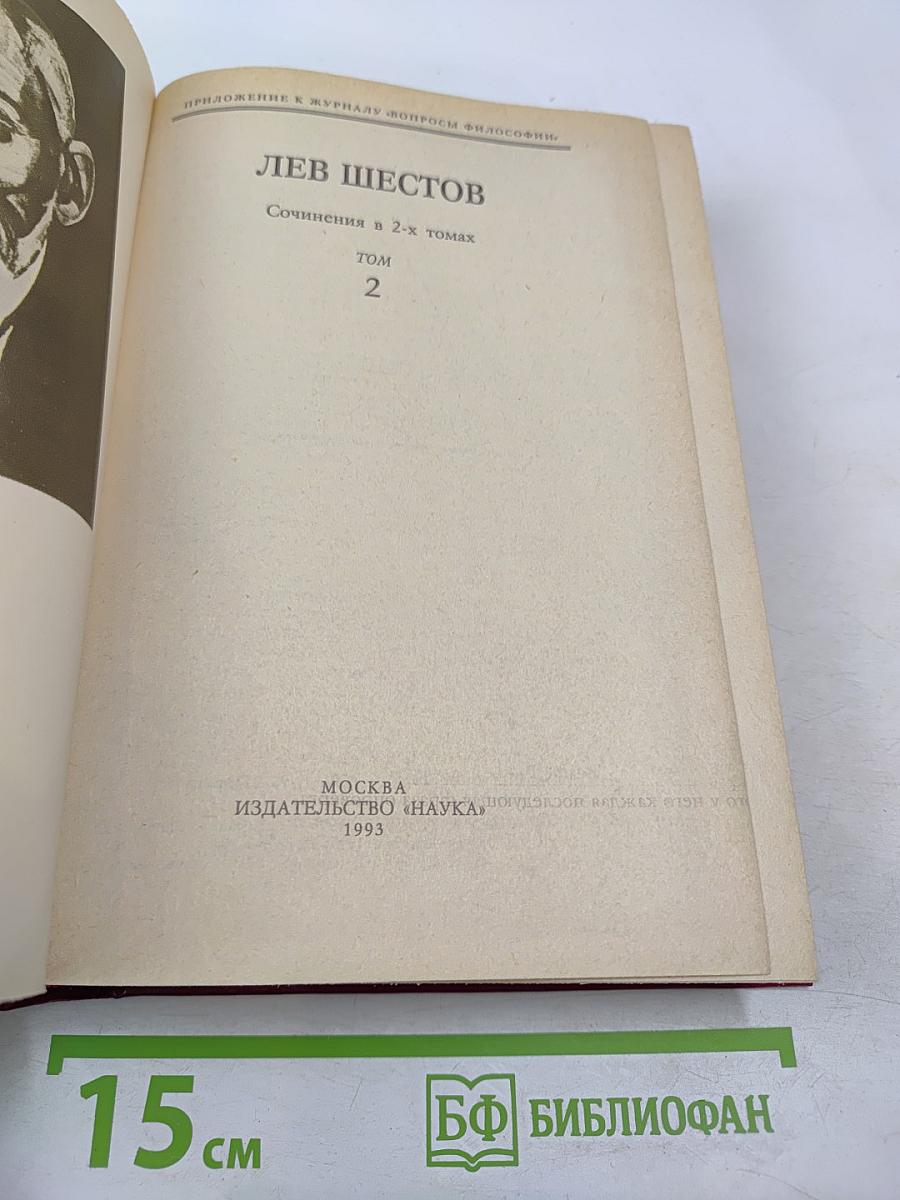 ПРИЛОЖЕНИЕ К ЖУРНАЛУ «ВОПРОСЫ ФИЛОСОФИИ»
ЛЕВ ШЕСТОВ
Сочинения в 2-х томах
ТОМ
2
МОСКВА
ИЗДАТЕЛЬСТВО «НАУКА»
1993
15 СМ
БФ БИБЛИОФАН